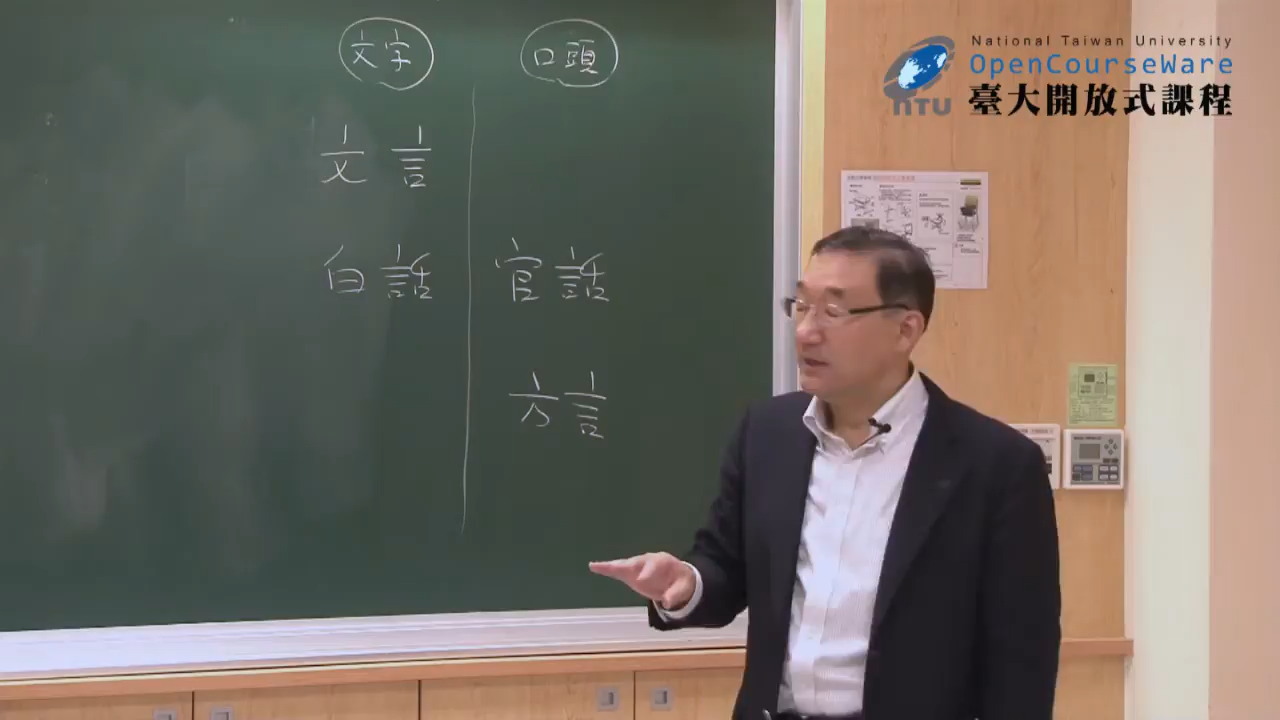 文字 口頭
文言
白話 官話
方言
National Taiwan University
OpenCourseWare
NTU 臺大開放式課程